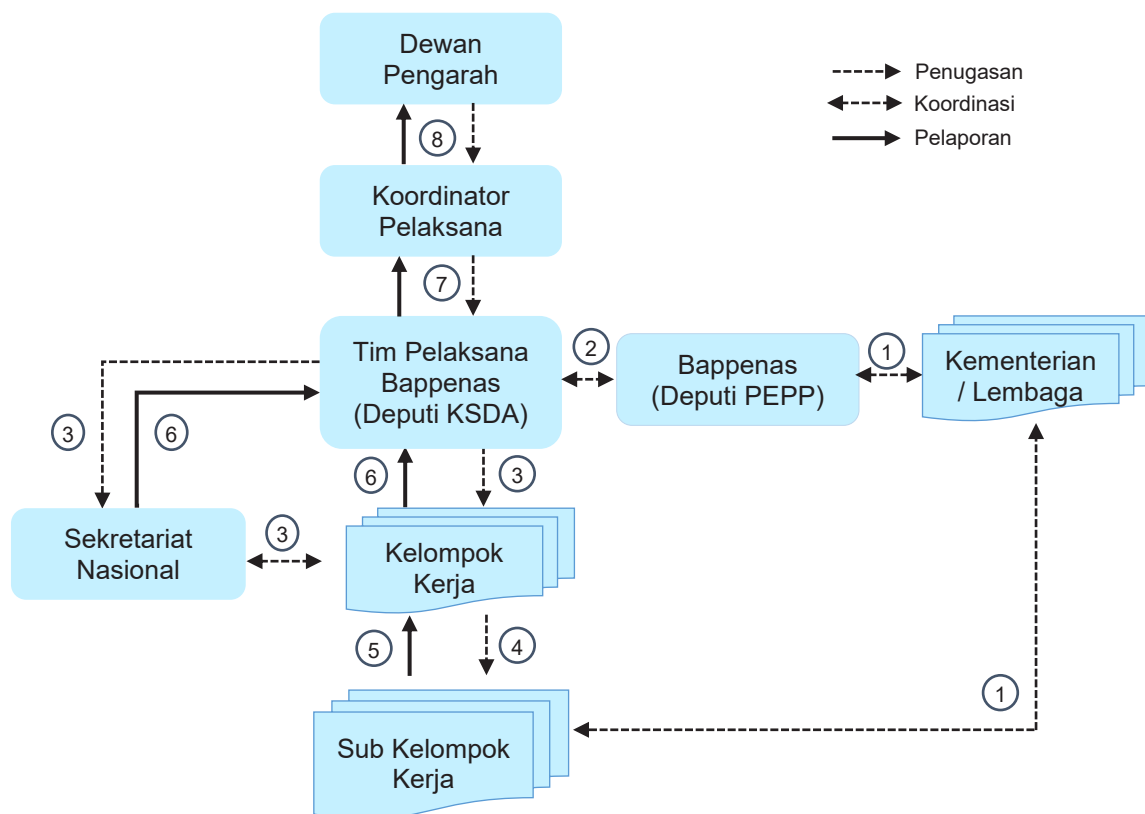 Dewan
Pengarah
Penugasan
Koordinasi
Pelaporan
8
Koordinator
Pelaksana
7
Tim Pelaksana
Bappenas
(Deputi KSDA)
2
Bappenas
(Deputi PEPP)
1
Kementerian
/ Lembaga
3
6
6
3
Sekretariat
Nasional
3
Kelompok
Kerja
5
4
1
Sub Kelompok
Kerja